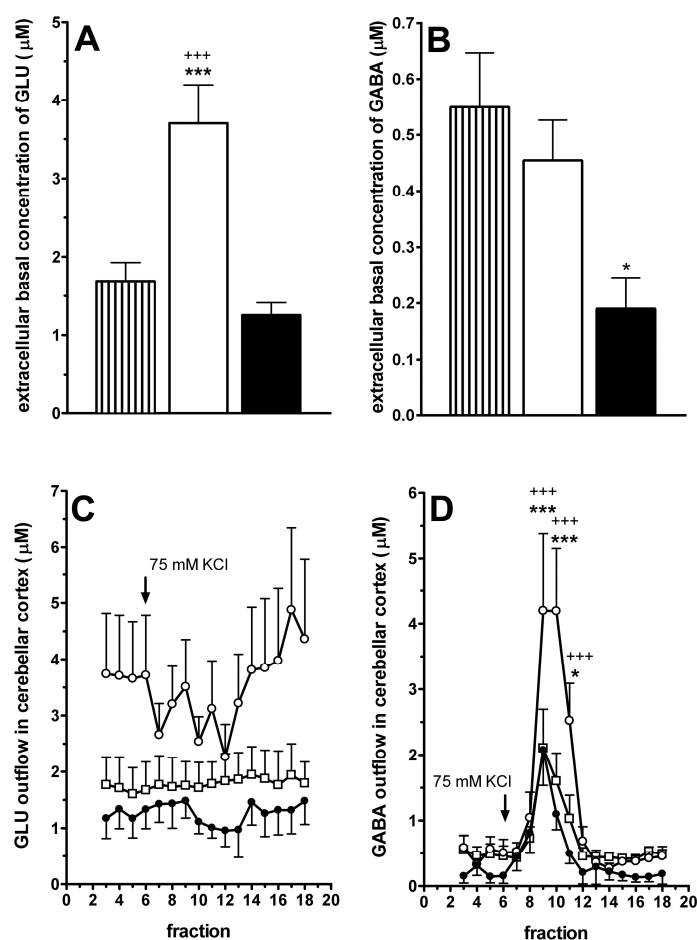 A
+++
***
extracellular basal concentration of GLU ( μM)
5
4
3
2
1
0
B
*
extracellular basal concentration of GABA ( μM)
0.7
0.6
0.5
0.4
0.3
0.2
0.1
0.0
C
75 mM KCl
GLU outflow in cerebellar cortex ( μM)
7
6
5
4
3
2
1
0
0 2 4 6 8 10 12 14 16 18 20
fraction
D
+++
***
+++
***
+++
*
75 mM KCl
GABA outflow in cerebellar cortex ( μM)
6
5
4
3
2
1
0
0 2 4 6 8 10 12 14 16 18 20
fraction